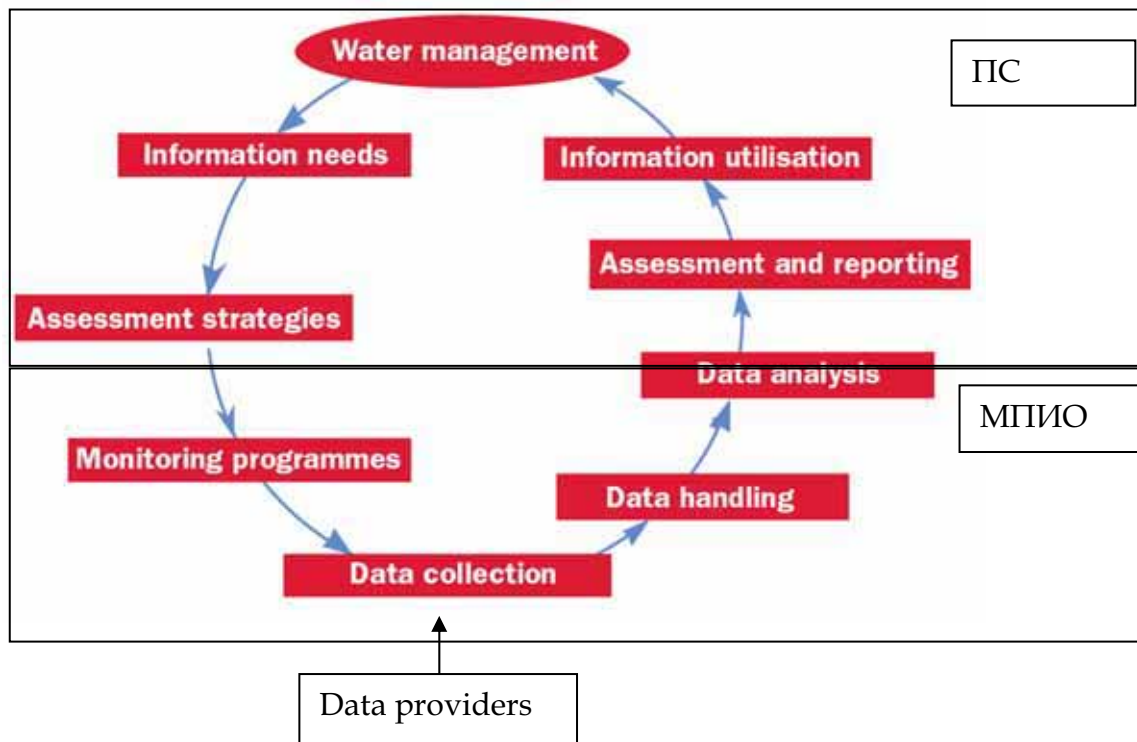 Water management
ПС
Information needs
Information utilisation
Assessment and reporting
Assessment strategies
Data analysis
МПИО
Monitoring programmes
Data handling
Data collection
Data providers